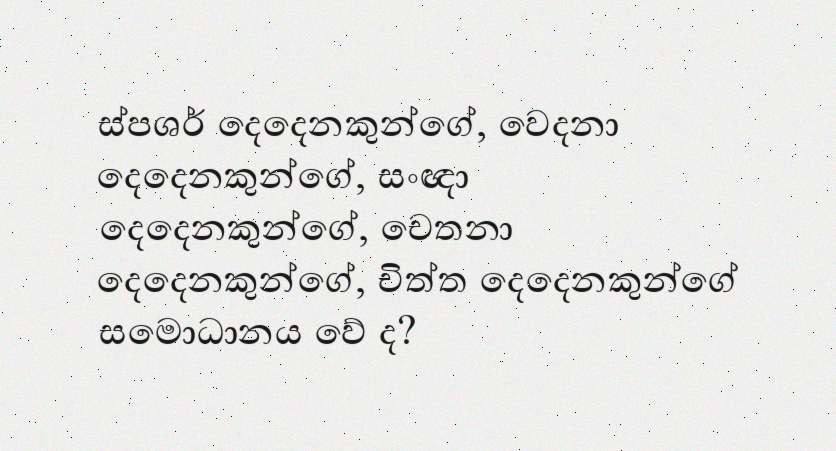 ස්පශර් දෙදෙනකුන්ගේ, වෙදනා
දෙදෙනකුන්ගේ, සංඥා
දෙදෙනකුන්ගේ, චෙතනා
දෙදෙනකුන්ගේ, චිත්ත දෙදෙනකුන්ගේ
සමොධානය වේ ද?